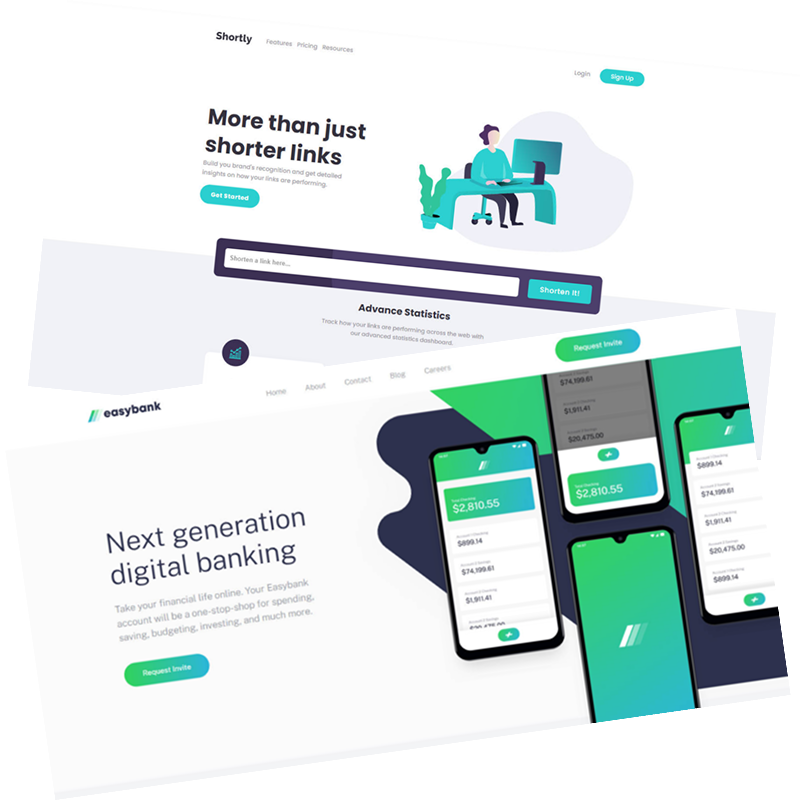 Shortly
Features Pricing Resources
Login
Sign Up
More than just
shorter links
Build you brand's recognition and get detailed
insights on how your links are performing.
Get Started
Shorten a link here...
Shorten It!
Advance Statistics
Track how your links are performing across the web with
our advanced statistics dashboard.
easybank
Home
About
Contact
Blog
Careers
Request Invite
Next generation
digital banking
Take your financial life online. Your Easybank
account will be a one-stop-shop for spending,
saving, budgeting, investing, and much more.
Request Invite
Total Banking
$2,810.55
$899.14
$74,199.61
$1,911.41
$20,475.00
$74,199.61
$1,911.41
$20,475.00
$2,810.55
$899.14
$74,199.61
$1,911.41
$20,475.00
$899.14